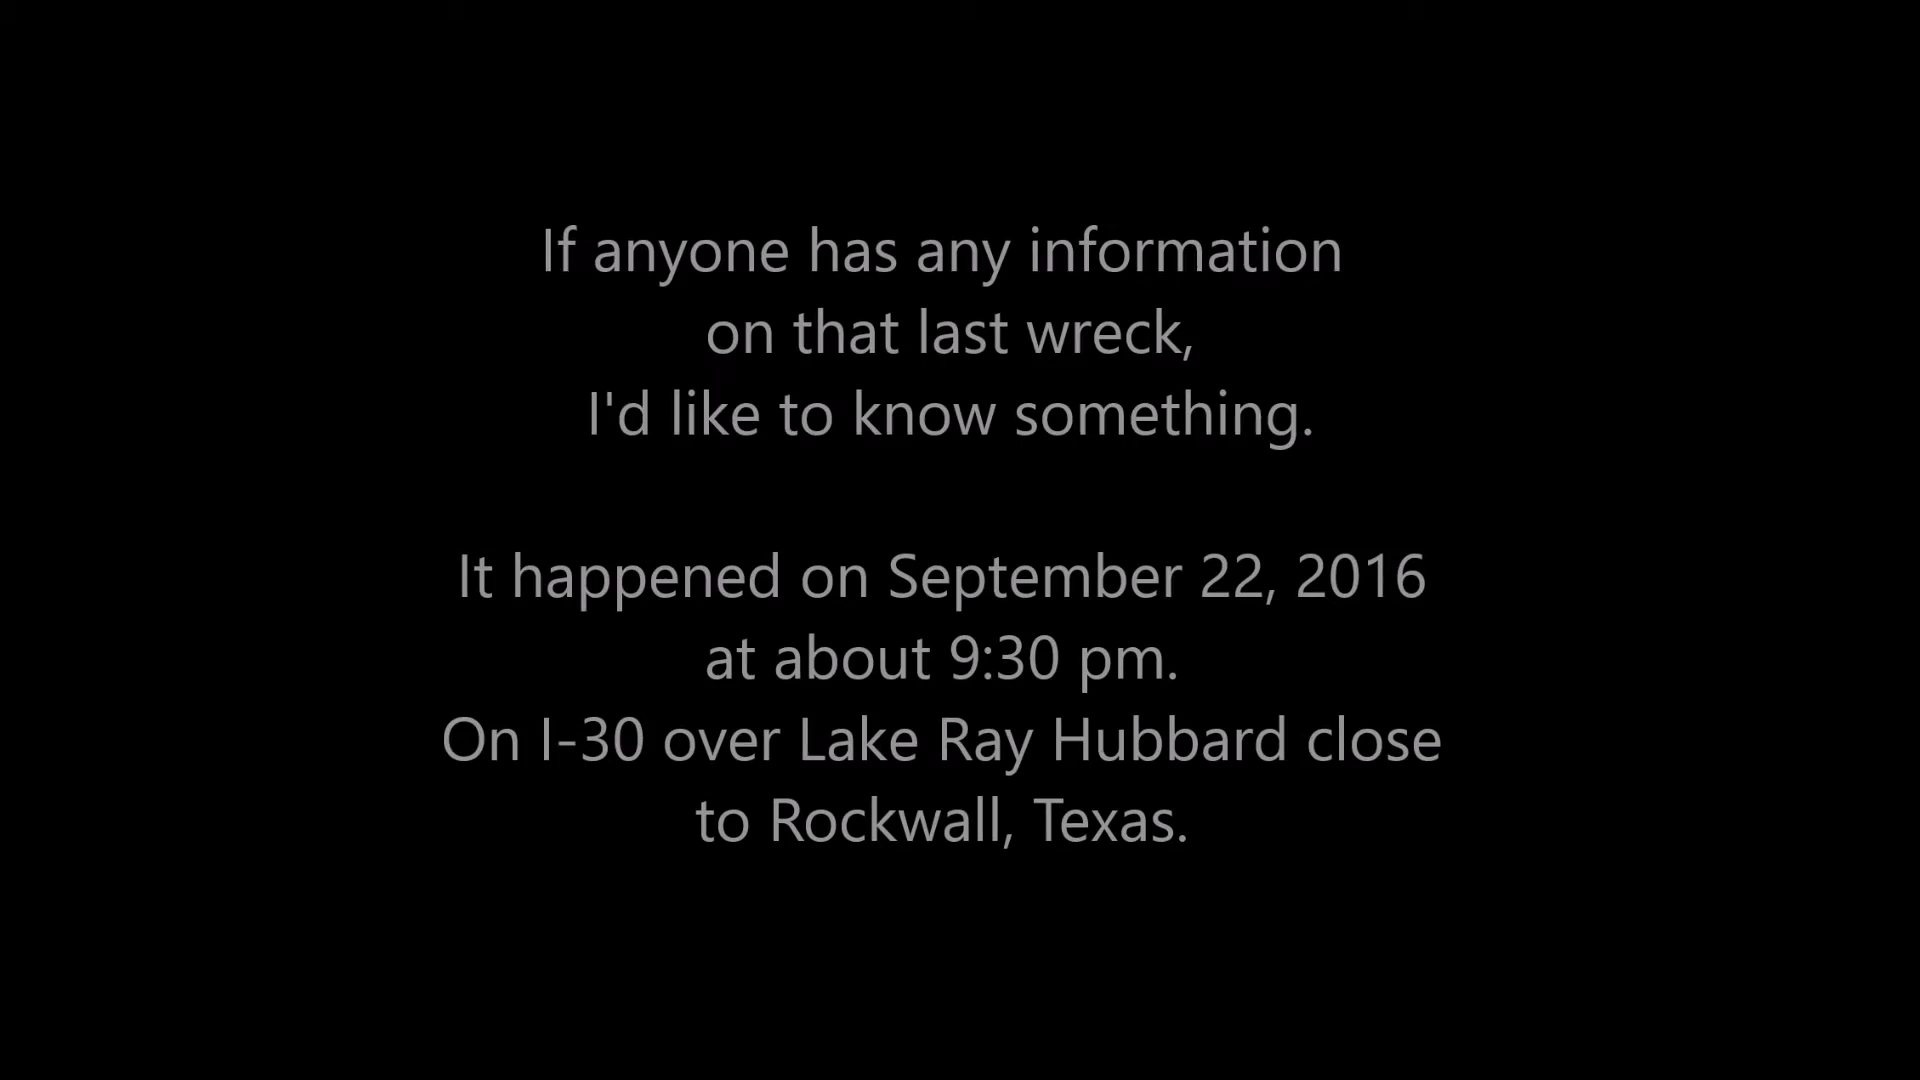 If anyone has any information
on that last wreck,
I'd like to know something.
It happened on September 22, 2016
at about 9:30 pm.
On I-30 over Lake Ray Hubbard close
to Rockwall, Texas.